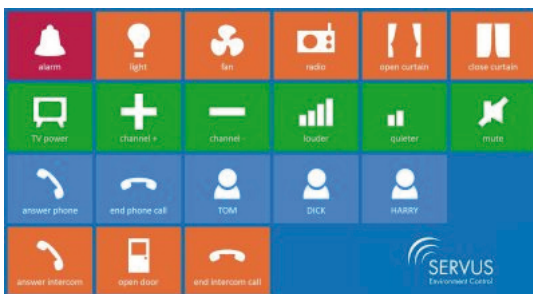 alarm
light
fan
radio
open curtain
close curtain
TV power
channel +
channel -
louder
quieter
mute
answer phone
end phone call
TOM
DICK
HARRY
answer intercom
open door
end intercom call
SERVUS
Environment Control